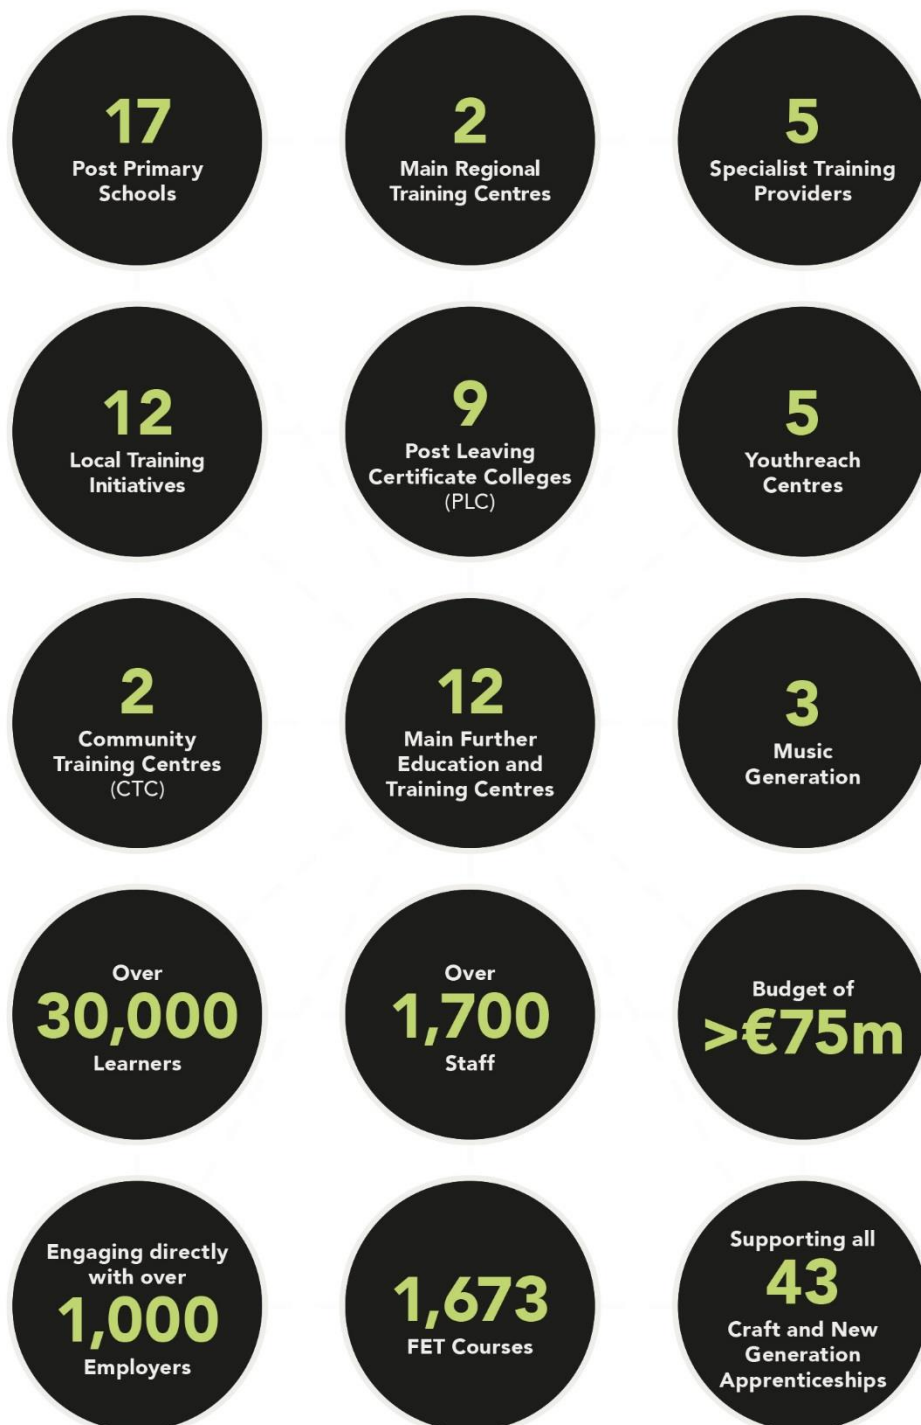 17
Post Primary
Schools
2
Main Regional
Training Centres
5
Specialist Training
Providers
12
Local Training
Initiatives
9
Post Leaving
Certificate Colleges
(PLC)
5
Youthreach
Centres
2
Community
Training Centres
(CTC)
12
Main Further
Education and
Training Centres
3
Music
Generation
Over
30,000
Learners
Over
1,700
Staff
Budget of
>€75m
Engaging directly
with over
1,000
Employers
1,673
FET Courses
Supporting all
43
Craft and New
Generation
Apprenticeships